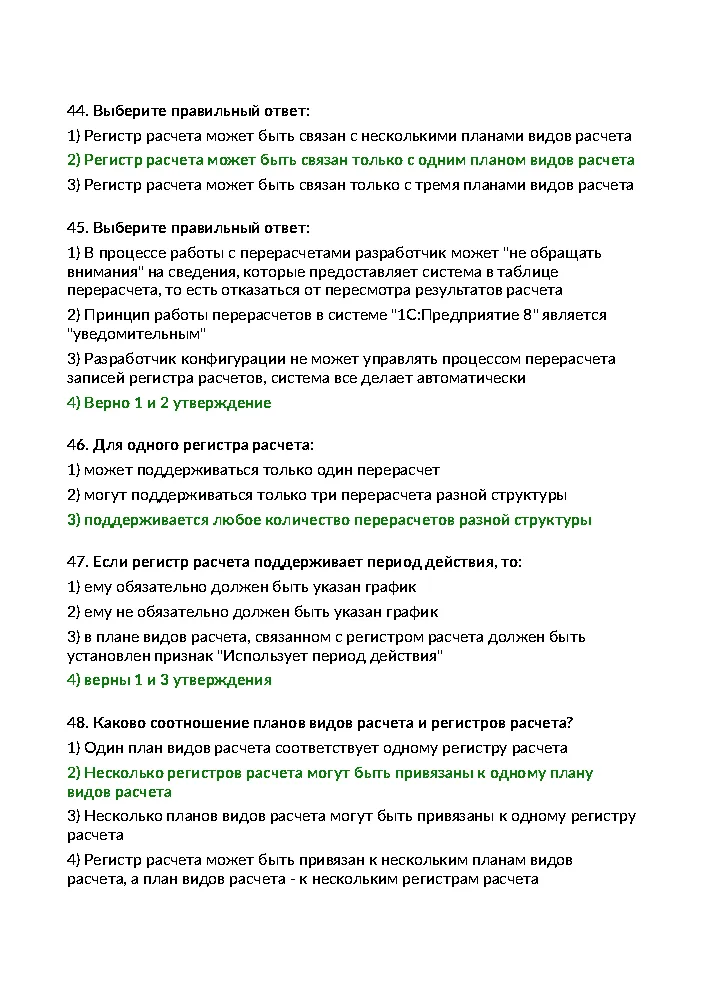 44. Выберите правильный ответ:
1) Регистр расчета может быть связан с несколькими планами видов расчета
2) Регистр расчета может быть связан только с одним планом видов расчета
3) Регистр расчета может быть связан только с тремя планами видов расчета
45. Выберите правильный ответ:
1) В процессе работы с перерасчетами разработчик может "не обращать
внимания" на сведения, которые предоставляет система в таблице
перерасчета, то есть отказаться от пересмотра результатов расчета
2) Принцип работы перерасчетов в системе "1С:Предприятие 8" является
"уведомительным"
3) Разработчик конфигурации не может управлять процессом перерасчета
записей регистра расчетов, система все делает автоматически
4) Верно 1 и 2 утверждение
46. Для одного регистра расчета:
1) может поддерживаться только один перерасчет
2) могут поддерживаться только три перерасчета разной структуры
3) поддерживается любое количество перерасчетов разной структуры
47. Если регистр расчета поддерживает период действия, то:
1) ему обязательно должен быть указан график
2) ему не обязательно должен быть указан график
3) в плане видов расчета, связанном с регистром расчета должен быть
установлен признак "Использует период действия"
4) верны 1 и 3 утверждения
48. Каково соотношение планов видов расчета и регистров расчета?
1) Один план видов расчета соответствует одному регистру расчета
2) Несколько регистров расчета могут быть привязаны к одному плану
видов расчета
3) Несколько планов видов расчета могут быть привязаны к одному регистру
расчета
4) Регистр расчета может быть привязан к нескольким планам видов
расчета, а план видов расчета - к нескольким регистрам расчета